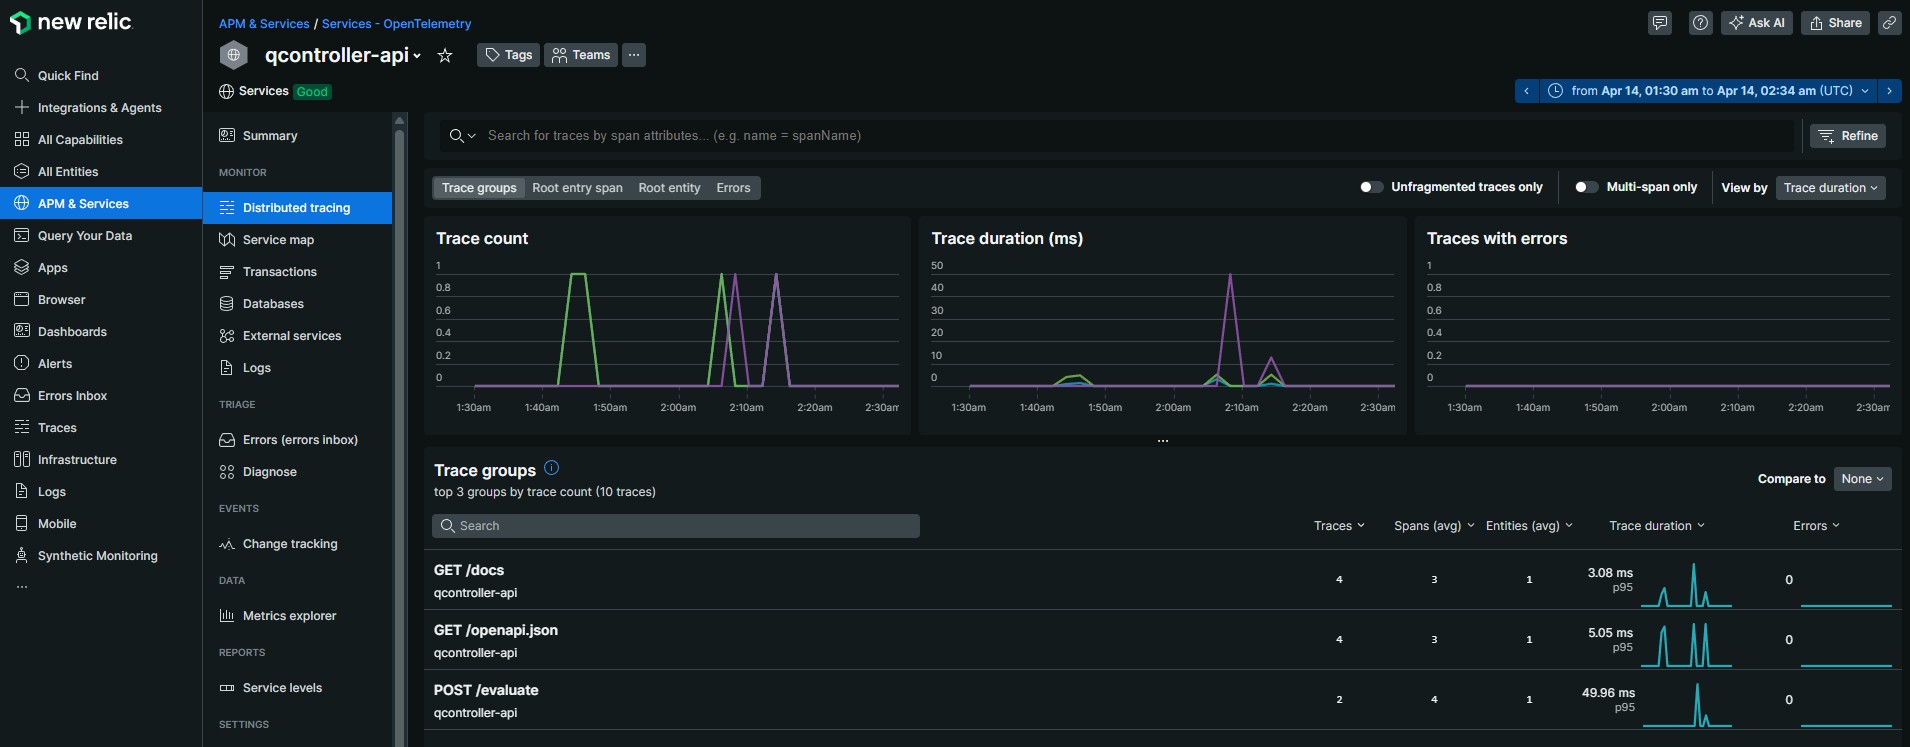 new relic
Quick Find
Integrations & Agents
All Capabilities
All Entities
APM & Services
Query Your Data
Apps
Browser
Dashboards
Alerts
Errors Inbox
Traces
Infrastructure
Logs
Mobile
Synthetic Monitoring
...
APM & Services / Services - OpenTelemetry
qcontroller-api
Tags
Teams
...
Services Good
Ask AI
Share
from Apr 14, 01:30 am to Apr 14, 02:34 am (UTC)
Summary
MONITOR
Distributed tracing
Service map
Transactions
Databases
External services
Logs
TRIAGE
Errors (errors inbox)
Diagnose
EVENTS
Change tracking
DATA
Metrics explorer
REPORTS
Service levels
SETTINGS
Search for traces by span attributes... (e.g. name = spanName)
Refine
Trace groups Root entry span Root entity Errors
Unfragmented traces only Multi-span only View by Trace duration
Trace count
1
0.8
0.6
0.4
0.2
0
1:30am 1:40am 1:50am 2:00am 2:10am 2:20am 2:30am
Trace duration (ms)
50
40
30
20
10
0
1:30am 1:40am 1:50am 2:00am 2:10am 2:20am 2:30am
Traces with errors
1
0.8
0.6
0.4
0.2
0
1:30am 1:40am 1:50am 2:00am 2:10am 2:20am 2:30am
...
Trace groups
top 3 groups by trace count (10 traces)
Compare to None
Search
Traces Spans (avg) Entities (avg) Trace duration Errors
GET /docs
qcontroller-api
4 3 1 3.08 ms p95 0
GET /openapi.json
qcontroller-api
4 3 1 5.05 ms p95 0
POST /evaluate
qcontroller-api
2 4 1 49.96 ms p95 0